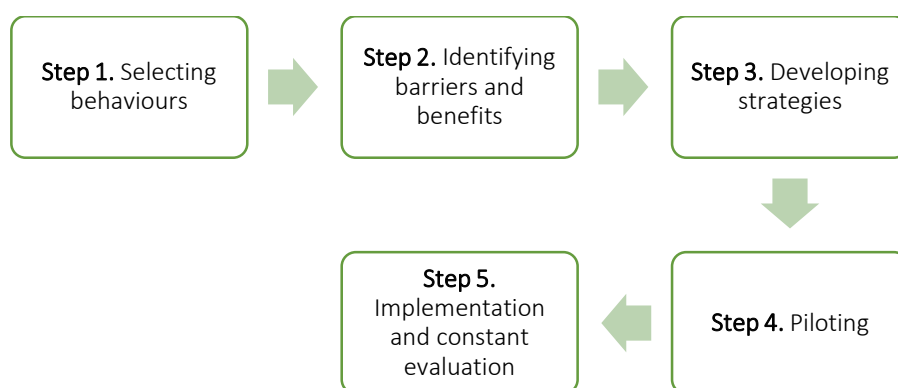 Step 1. Selecting
behaviours
Step 2. Identifying
barriers and
benefits
Step 3. Developing
strategies
Step 4. Piloting
Step 5.
Implementation
and constant
evaluation